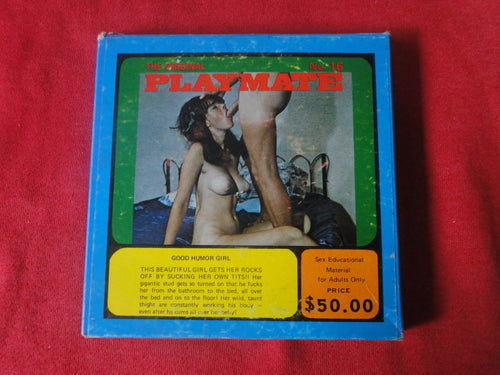 THE ORIGINAL
No. 16
PLAYMATE
GOOD HUMOR GIRL
THIS BEAUTIFUL GIRL GETS HER ROCKS
OFF BY SUCKING HER OWN TITS!! Her
gigantic stud gets so turned on that he fucks
her from the bathroom to the bed, all over
the bed and on to the floor! Her wild, taunt
thighs are constantly working his body —
even after he cums all over her belly!
Sex Educational
Material
for Adults Only
PRICE
$50.00